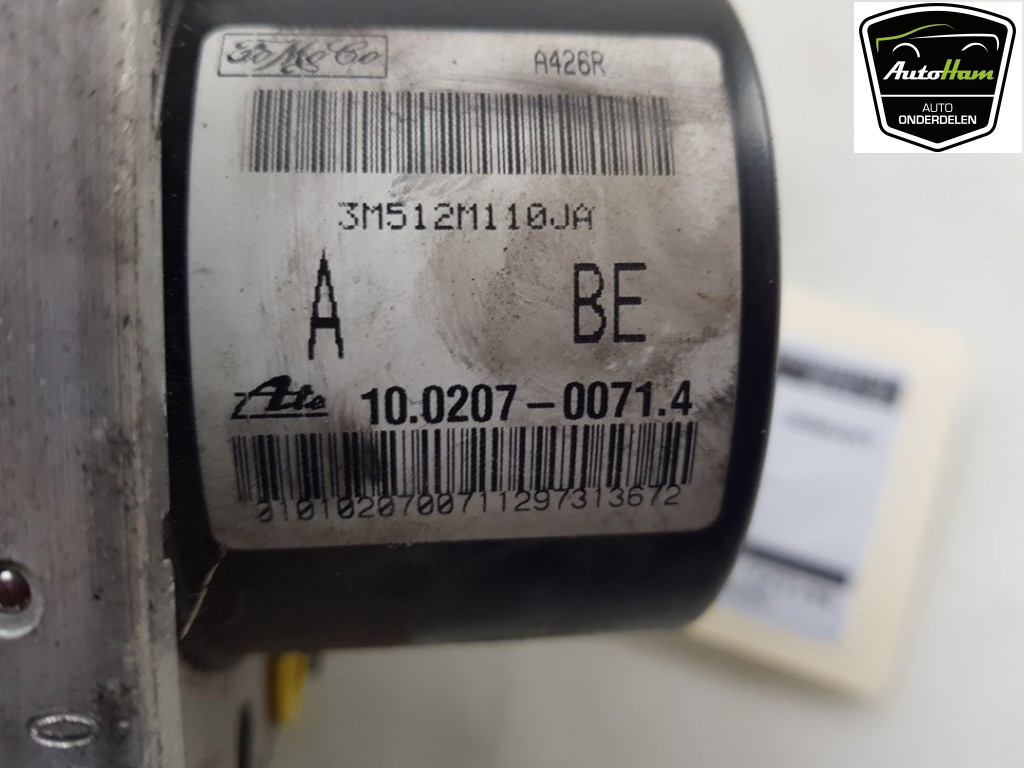 FoMoCo
A426R
3M512M110JA
A BE
Ate 10.0207-0071.4
0101020700711297313672
AutoHam
AUTO
ONDERDELEN